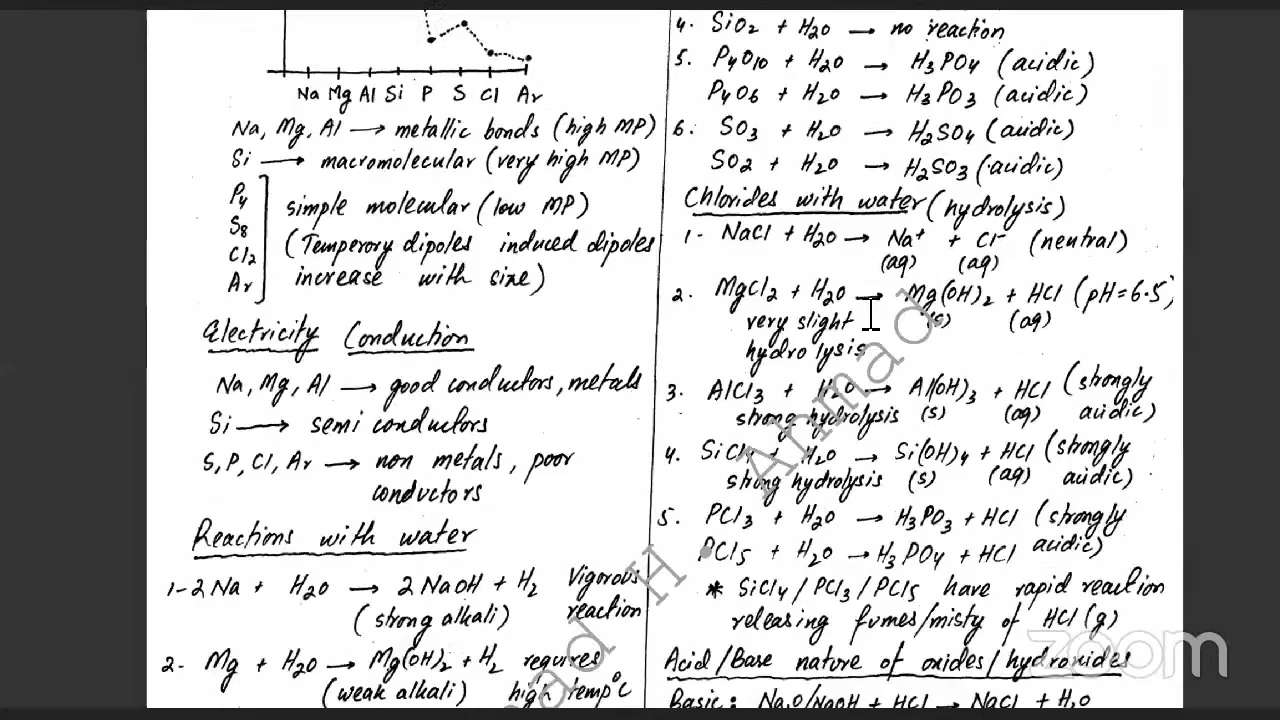 Na Mg Al Si P S Cl Ar
Na, Mg, Al → metallic bonds (high MP)
Si → macromolecular (very high MP)
P4
S8
Cl2
Ar
simple molecular (low MP)
(Temperory dipoles induced dipoles
increase with size)
Electricity Conduction
Na, Mg, Al → good conductors, metals
Si → semi conductors
S, P, Cl, Ar → non metals, poor
conductors
Reactions with water
1- 2Na + H2O → 2NaOH + H2 Vigorous
(strong alkali) reaction
2- Mg + H2O → Mg(OH)2 + H2 requires
(weak alkali) high temp°C
4. SiO2 + H2O → no reaction
5. P4O10 + H2O → H3PO4 (acidic)
P4O6 + H2O → H3PO3 (acidic)
6. SO3 + H2O → H2SO4 (acidic)
SO2 + H2O → H2SO3 (acidic)
Chlorides with water (hydrolysis)
1- NaCl + H2O → Na+ + Cl- (neutral)
(aq) (aq)
2. MgCl2 + H2O → Mg(OH)2 + HCl (pH=6.5,
very slight (s) (aq)
hydrolysis
3. AlCl3 + H2O → Al(OH)3 + HCl (strongly
strong hydrolysis (s) (aq) acidic)
4. SiCl4 + H2O → Si(OH)4 + HCl (strongly
strong hydrolysis (s) (aq) acidic)
5. PCl3 + H2O → H3PO3 + HCl (strongly
PCl5 + H2O → H3PO4 + HCl acidic)
* SiCl4 / PCl3 / PCl5 have rapid reaction
releasing fumes/misty of HCl (g)
Acid/Base nature of oxides/hydroxides
Basic: Na2O/NaOH + HCl → NaCl + H2O
Ahmad H. Ahmad
zoom